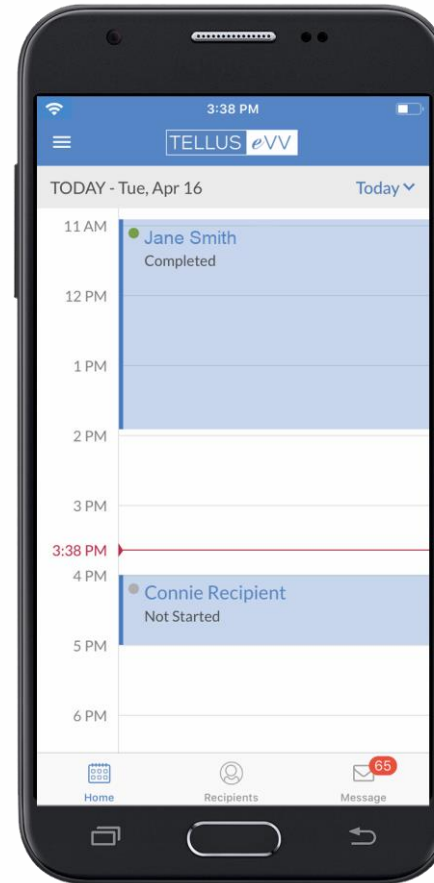 3:38 PM
TELLUS eVV
TODAY - Tue, Apr 16 Today
11 AM
Jane Smith
Completed
12 PM
1 PM
2 PM
3 PM
3:38 PM
4 PM
Connie Recipient
Not Started
5 PM
6 PM
65
Home Recipients Message